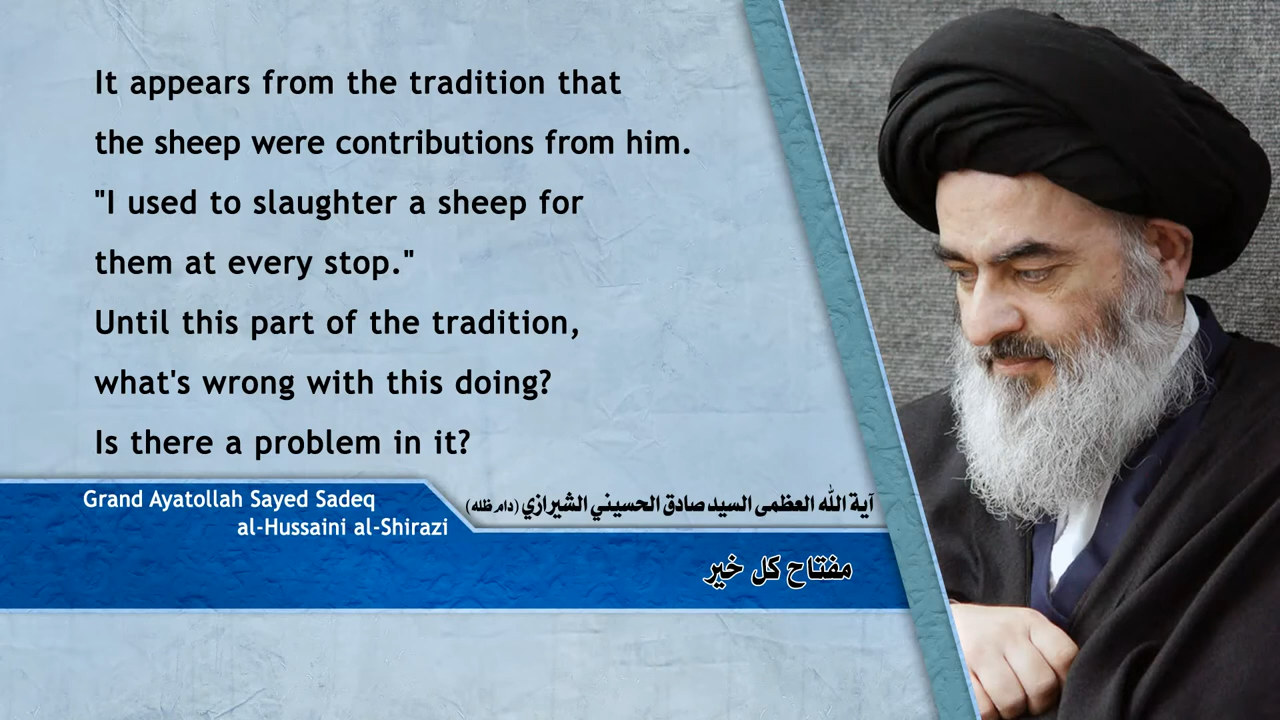 It appears from the tradition that
the sheep were contributions from him.
"I used to slaughter a sheep for
them at every stop."
Until this part of the tradition,
what's wrong with this doing?
Is there a problem in it?
Grand Ayatollah Sayed Sadeq
al-Hussaini al-Shirazi
آية الله العظمى السيد صادق الحسيني الشيرازي (دام ظله)
مفتاح كل خير